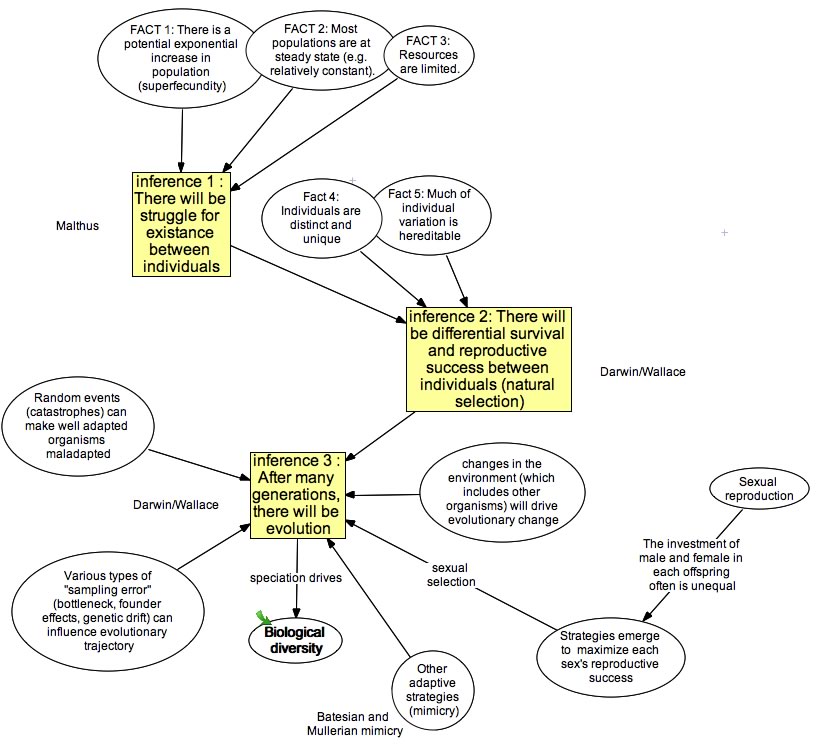 FACT 1: There is a
potential exponential
increase in
population
(superfecundity)
FACT 2: Most
populations are at
steady state (e.g.
relatively constant).
FACT 3:
Resources
are limited.
inference 1 :
There will be
struggle for
existance
between
individuals
Malthus
Fact 4:
Individuals are
distinct and
unique
Fact 5: Much of
individual
variation is
hereditable
inference 2: There will
be differential survival
and reproductive
success between
individuals (natural
selection)
Darwin/Wallace
Random events
(catastrophes) can
make well adapted
organisms
maladapted
inference 3 :
After many
generations,
there will be
evolution
Darwin/Wallace
changes in the
environment (which
includes other
organisms) will drive
evolutionary change
Sexual
reproduction
The investment of
male and female in
each offspring
often is unequal
sexual
selection
speciation drives
Various types of
"sampling error"
(bottleneck, founder
effects, genetic drift) can
influence evolutionary
trajectory
Biological
diversity
Strategies emerge
to maximize each
sex's reproductive
success
Other
adaptive
strategies
(mimicry)
Batesian and
Mullerian mimicry